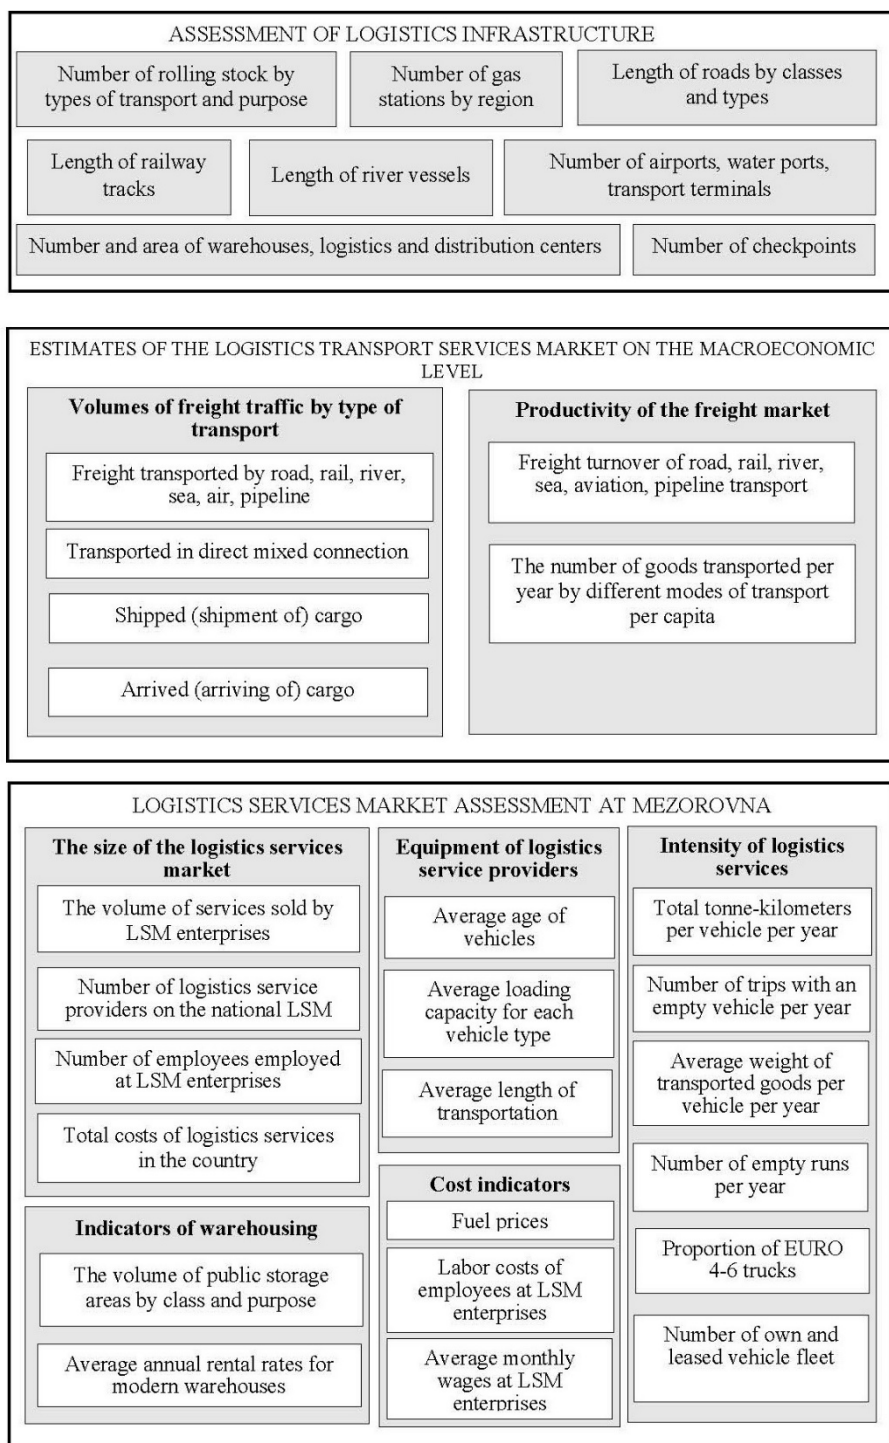 ASSESSMENT OF LOGISTICS INFRASTRUCTURE
Number of rolling stock by
types of transport and purpose
Number of gas
stations by region
Length of roads by classes
and types
Length of railway
tracks
Length of river vessels
Number of airports, water ports,
transport terminals
Number and area of warehouses, logistics and distribution centers
Number of checkpoints
ESTIMATES OF THE LOGISTICS TRANSPORT SERVICES MARKET ON THE MACROECONOMIC
LEVEL
Volumes of freight traffic by type of
transport
Freight transported by road, rail, river,
sea, air, pipeline
Transported in direct mixed connection
Shipped (shipment of) cargo
Arrived (arriving of) cargo
Productivity of the freight market
Freight turnover of road, rail, river,
sea, aviation, pipeline transport
The number of goods transported per
year by different modes of transport
per capita
LOGISTICS SERVICES MARKET ASSESSMENT AT MEZOROVNA
The size of the logistics services
market
The volume of services sold by
LSM enterprises
Number of logistics service
providers on the national LSM
Number of employees employed
at LSM enterprises
Total costs of logistics services
in the country
Indicators of warehousing
The volume of public storage
areas by class and purpose
Average annual rental rates for
modern warehouses
Equipment of logistics
service providers
Average age of
vehicles
Average loading
capacity for each
vehicle type
Average length of
transportation
Cost indicators
Fuel prices
Labor costs of
employees at LSM
enterprises
Average monthly
wages at LSM
enterprises
Intensity of logistics
services
Total tonne-kilometers
per vehicle per year
Number of trips with an
empty vehicle per year
Average weight of
transported goods per
vehicle per year
Number of empty runs
per year
Proportion of EURO
4-6 trucks
Number of own and
leased vehicle fleet